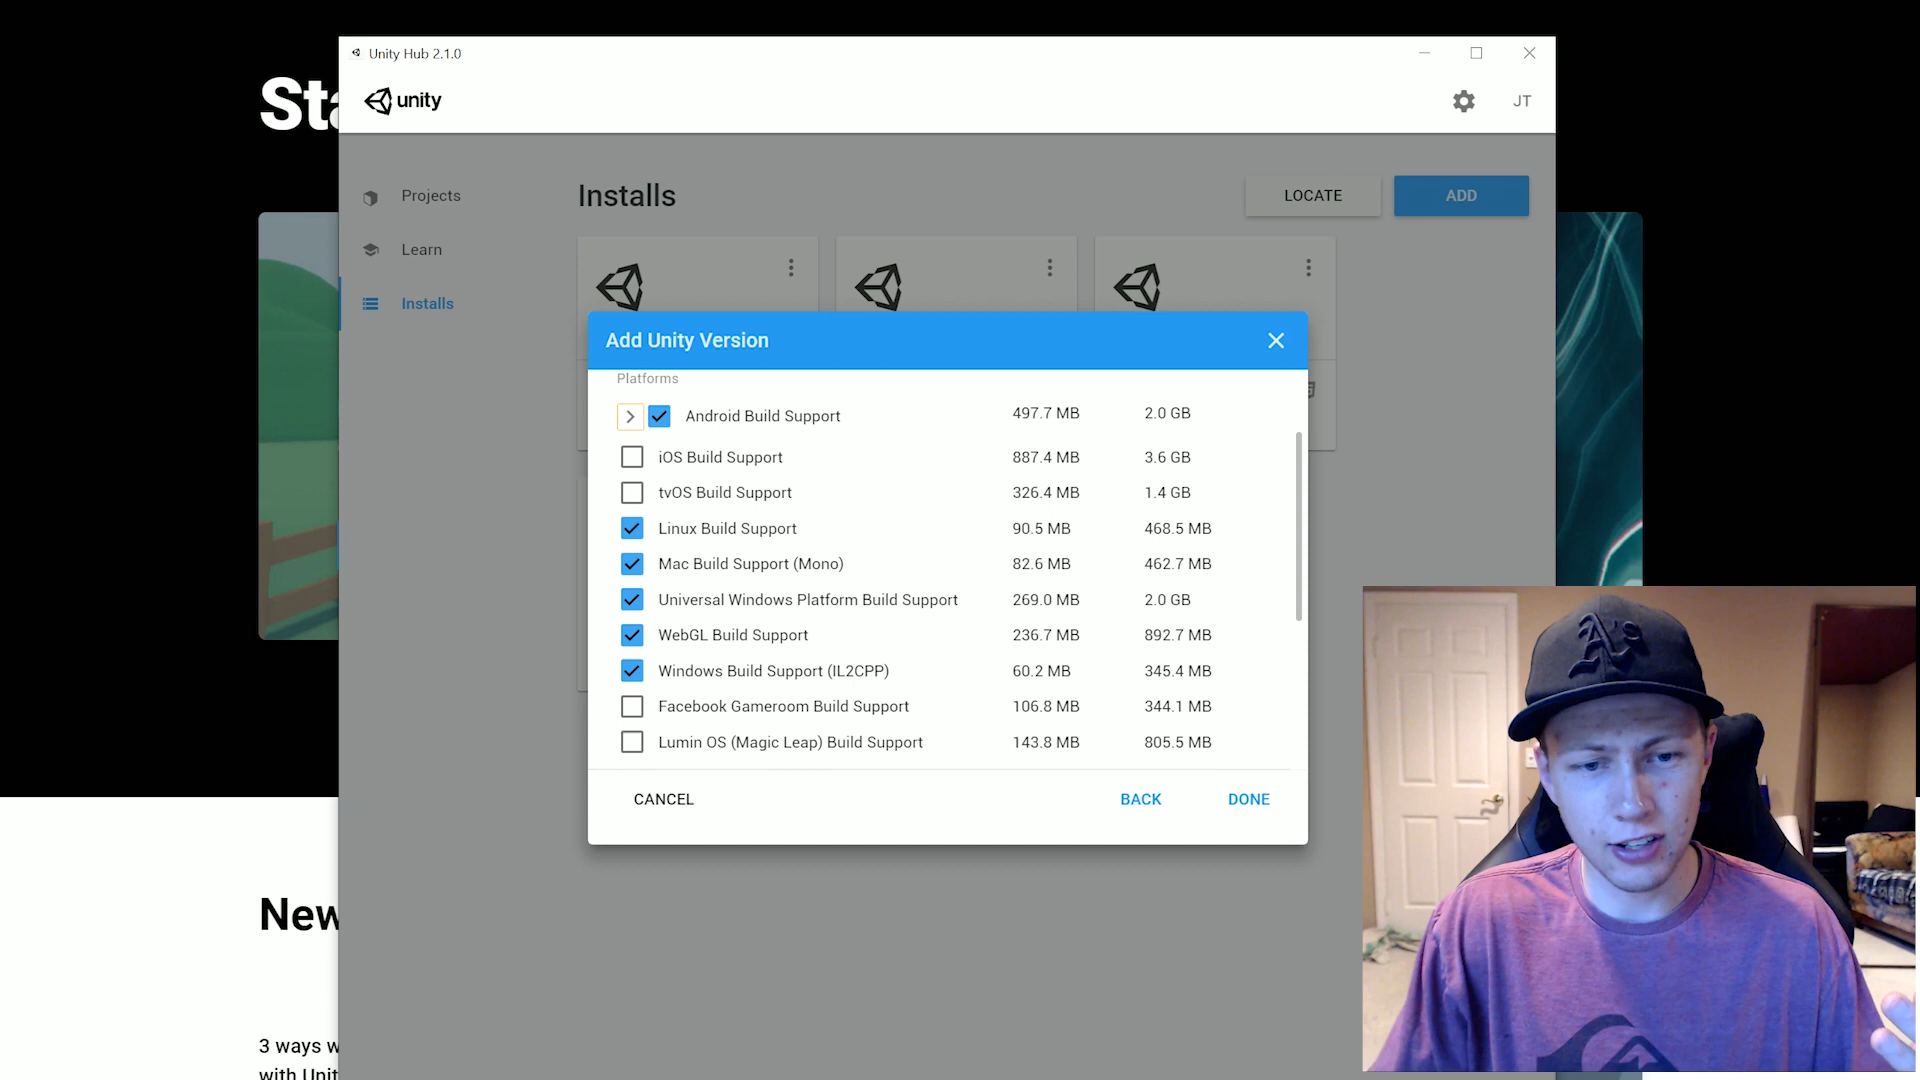 Unity Hub 2.1.0
unity
JT
Sta
Projects
Learn
Installs
Installs
LOCATE
ADD
Add Unity Version
Platforms
Android Build Support 497.7 MB 2.0 GB
iOS Build Support 887.4 MB 3.6 GB
tvOS Build Support 326.4 MB 1.4 GB
Linux Build Support 90.5 MB 468.5 MB
Mac Build Support (Mono) 82.6 MB 462.7 MB
Universal Windows Platform Build Support 269.0 MB 2.0 GB
WebGL Build Support 236.7 MB 892.7 MB
Windows Build Support (IL2CPP) 60.2 MB 345.4 MB
Facebook Gameroom Build Support 106.8 MB 344.1 MB
Lumin OS (Magic Leap) Build Support 143.8 MB 805.5 MB
CANCEL
BACK
DONE
A's
New
3 ways w
with Unit